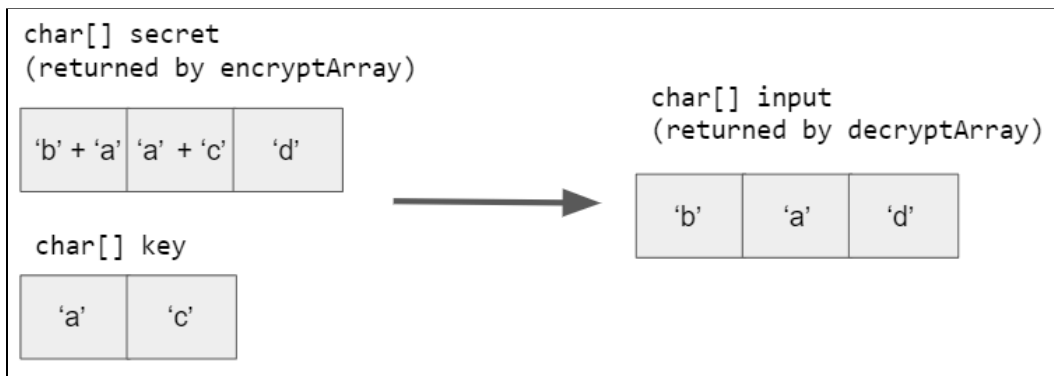 char[] secret
(returned by encryptArray)
‘b’ + ‘a’ ‘a’ + ‘c’ ‘d’
char[] key
‘a’ ‘c’
char[] input
(returned by decryptArray)
‘b’ ‘a’ ‘d’